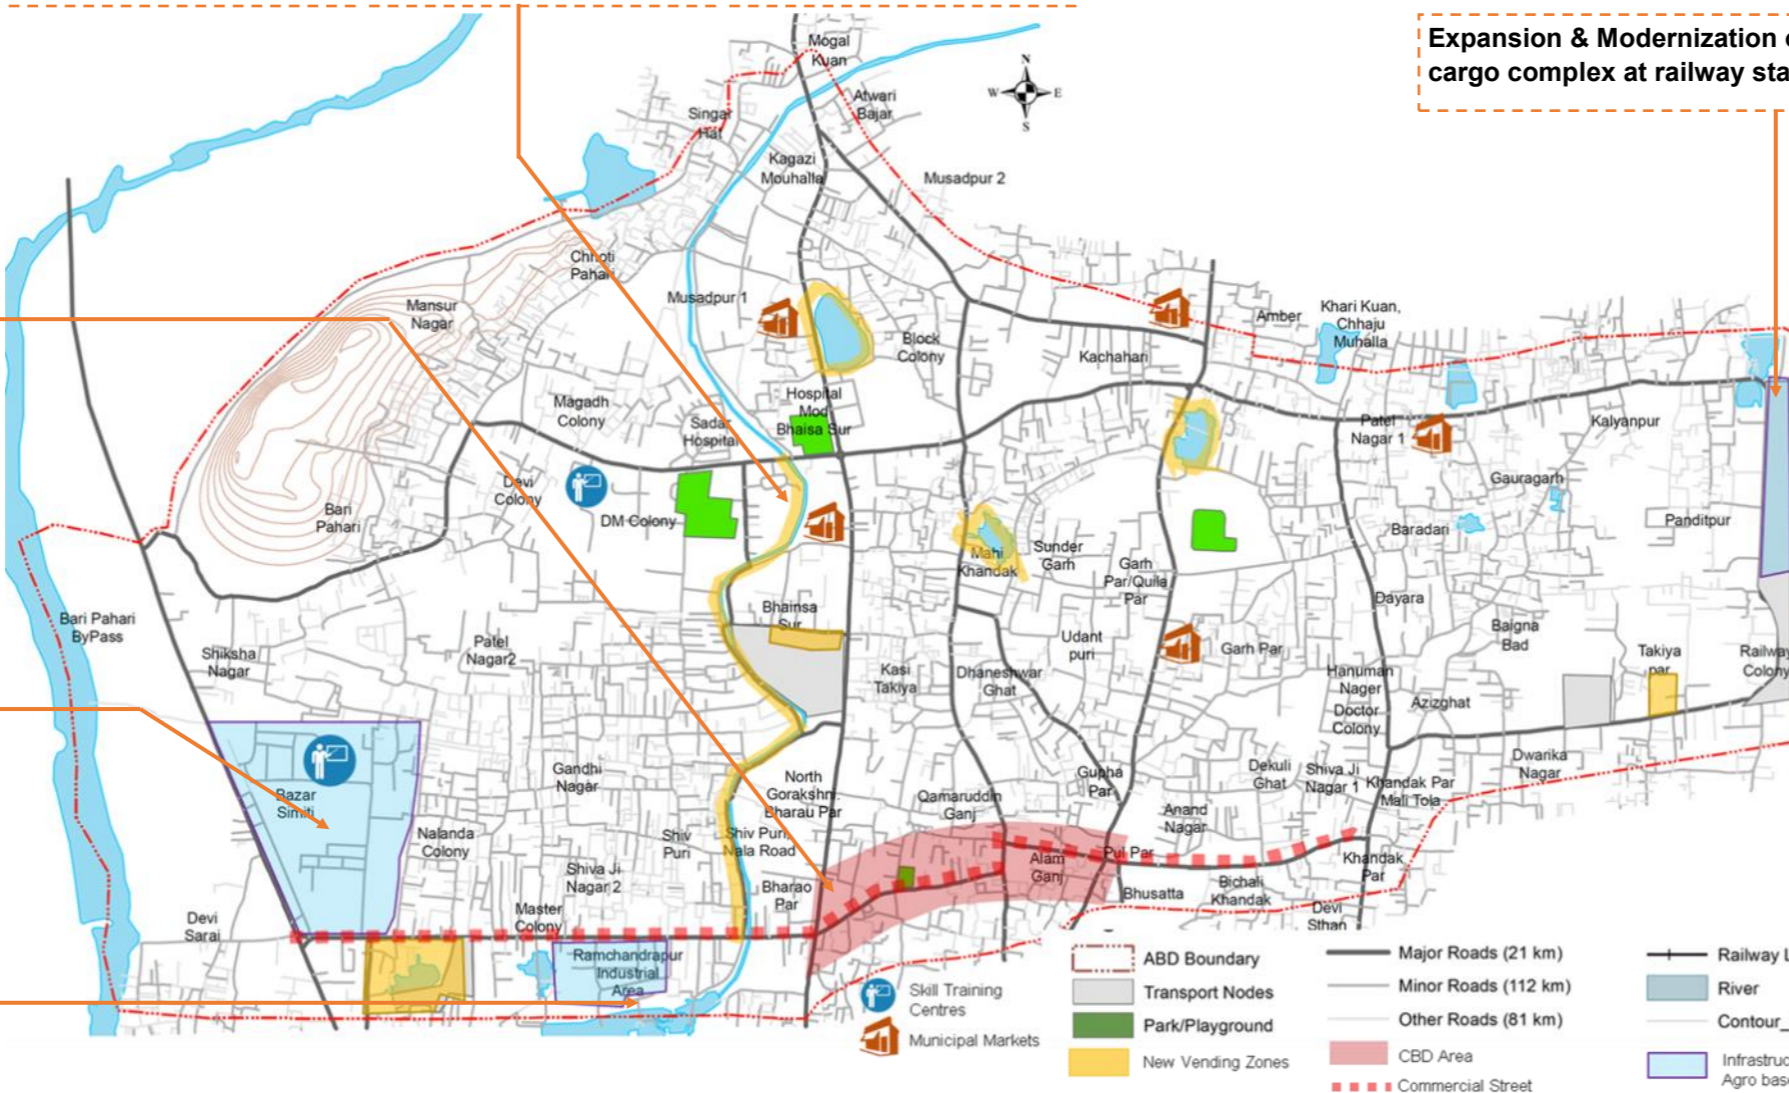 Expansion & Modernization
cargo complex at railway sta
N
W
E
S
Mogal
Kuan
Atwari
Bajar
Singar
Hat
Kagazi
Mouhalla
Musadpur 2
Chhoti
Pahari
Mansur
Nagar
Musadpur 1
Block
Colony
Kachahari
Amber
Khari Kuan,
Chhaju
Muhalla
Magadh
Colony
Sadar
Hospital
Hospital
Mod
Bhaisa Sur
Patel
Nagar 1
Kalyanpur
Gauragarh
Devi
Colony
DM Colony
Bari
Pahari
Mahi
Khandak
Sunder
Garh
Garh
Par/Quila
Par
Baradari
Panditpur
Dayara
Bari Pahari
ByPass
Shiksha
Nagar
Patel
Nagar2
Bhainsa
Sur
Kasi
Takiya
Dhaneshwar
Ghat
Udant
puri
Garh Par
Baigna
Bad
Takiya
par
Railway
Colony
Hanuman
Nager
Doctor
Colony
Azizghat
Dwarika
Nagar
Bazar
Simiti
Gandhi
Nagar
North
Gorakshni
Bharau Par
Qamaruddin
Ganj
Gupha
Par
Dekuli
Ghat
Shiva Ji
Nagar 1
Khandak Par
Mali Tola
Anand
Nagar
Nalanda
Colony
Shiv
Puri
Shiv Puri,
Nala Road
Shiva Ji
Nagar 2
Bharao
Par
Alam
Ganj
Pul Par
Bhusatta
Bichali
Khandak
Khandak
Par
Devi
Sthan
Devi
Sarai
Master
Colony
Ramchandrapur
Industrial
Area
Skill Training
Centres
Municipal Markets
ABD Boundary
Transport Nodes
Park/Playground
New Vending Zones
Major Roads (21 km)
Minor Roads (112 km)
Other Roads (81 km)
CBD Area
Commercial Street
Railway L
River
Contour_
Infrastruc
Agro bas